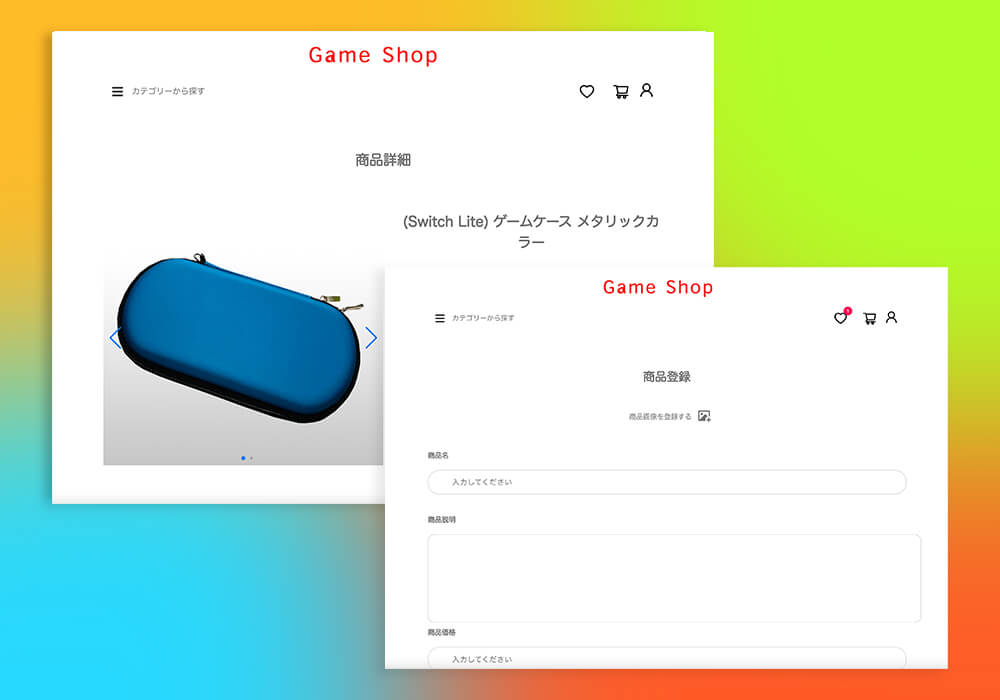 Game Shop
カテゴリーから探す
商品詳細
(Switch Lite) ゲームケース メタリックカ
ラー
Game Shop
カテゴリーから探す
商品登録
商品画像を登録する
商品名
入力してください
商品説明
商品価格
入力してください